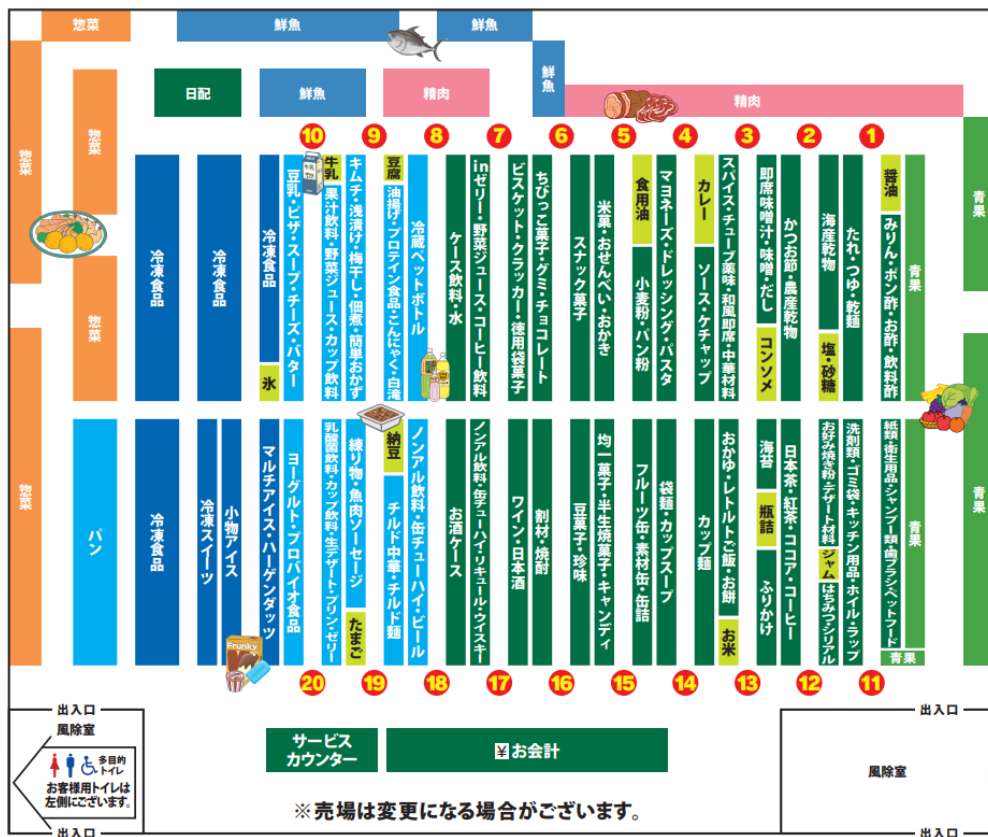 惣菜
鮮魚
鮮魚
鮮魚
日配
鮮魚
精肉
精肉
惣菜
惣菜
惣菜
惣菜
青果
青果
青果
青果
青果
10
9
8
7
6
5
4
3
2
1
冷凍食品
冷凍食品
冷凍食品
氷
豆乳・ピザ・スープ・チーズ・バター
牛乳
果汁飲料・野菜ジュース・カップ飲料
キムチ・浅漬け・梅干し・佃煮・簡単おかず
豆腐
油揚げ・プロテイン食品・こんにゃく・白滝
冷蔵ペットボトル
ケース飲料・水
inゼリー・野菜ジュース・コーヒー飲料
ビスケット・クラッカー・徳用袋菓子
ちびっこ菓子・グミ・チョコレート
スナック菓子
米菓・おせんべい・おかき
食用油
小麦粉・パン粉
マヨネーズ・ドレッシング・パスタ
カレー
ソース・ケチャップ
スパイス・チューブ薬味・和風即席・中華材料
即席味噌汁・味噌・だし
コンソメ
かつお節・農産乾物
海産乾物
塩・砂糖
たれ・つゆ・乾麺
醤油
みりん・ポン酢・お酢・飲料酢
パン
冷凍食品
冷凍スイーツ
小物アイス
マルチアイス・ハーゲンダッツ
ヨーグルト・プロバイオ食品
乳酸菌飲料・カップ飲料・生デザート・プリン・ゼリー
練り物・魚肉ソーセージ
たまご
納豆
チルド中華・チルド麺
ノンアル飲料・缶チューハイ・ビール
お酒ケース
ノンアル飲料・缶チューハイ・リキュール・ウイスキー
ワイン・日本酒
割材・焼酎
豆菓子・珍味
均一菓子・半生焼菓子・キャンディ
フルーツ缶・素材缶・缶詰
袋麺・カップスープ
カップ麺
おかゆ・レトルトご飯・お餅
お米
海苔
瓶詰
ふりかけ
日本茶・紅茶・ココア・コーヒー
お好み焼き粉・デザート材料
ジャム
はちみつ・シリアル
洗剤類・ゴミ袋・キッチン用品・ホイル・ラップ
紙類・衛生用品・シャンプー類・歯ブラシ・ペットフード
20
19
18
17
16
15
14
13
12
11
出入口
風除室
多目的
トイレ
お客様用トイレは
左側にございます。
出入口
サービス
カウンター
¥お会計
出入口
風除室
出入口
※売場は変更になる場合がございます。